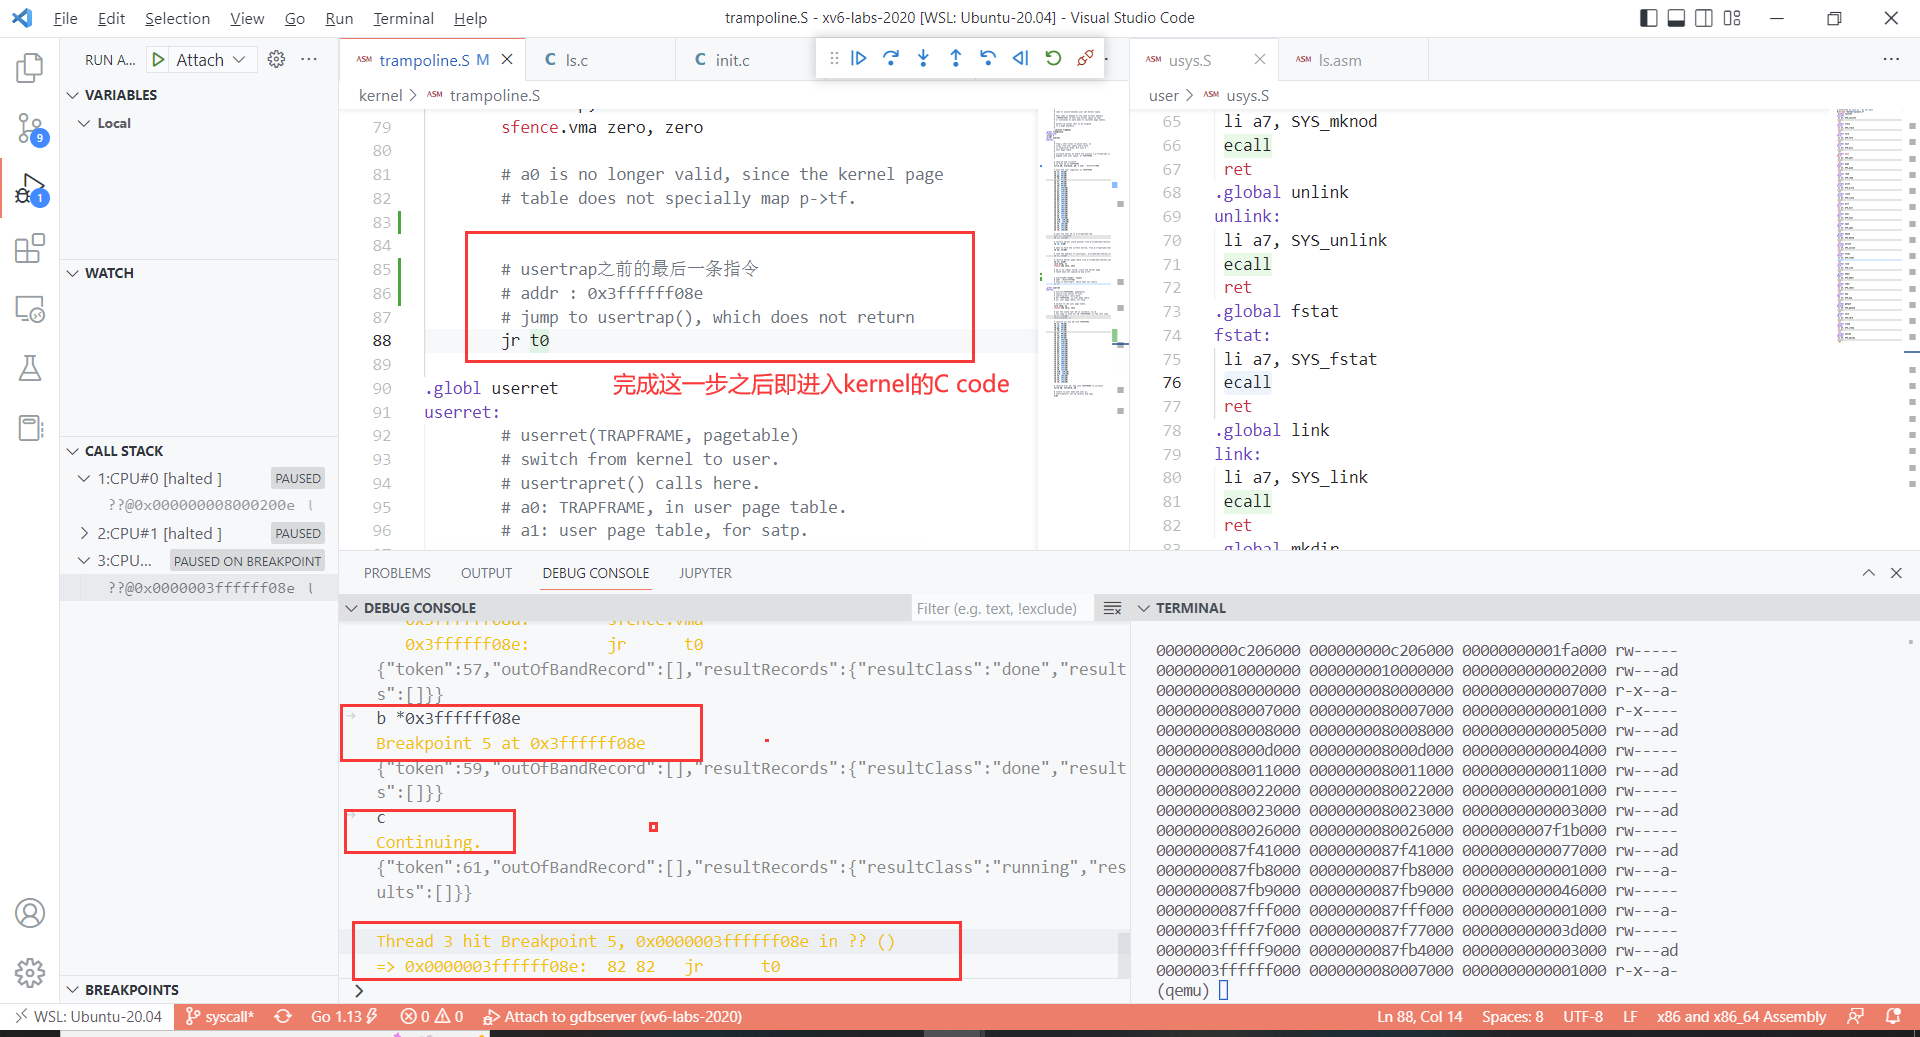 File Edit Selection View Go Run Terminal Help
trampoline.S - xv6-labs-2020 [WSL: Ubuntu-20.04] - Visual Studio Code
RUN A... Attach
VARIABLES
Local
WATCH
CALL STACK
1:CPU#0 [halted ] PAUSED
??@0x000000008000200e
2:CPU#1 [halted ] PAUSED
3:CPU... PAUSED ON BREAKPOINT
??@0x0000003ffffff08e
BREAKPOINTS
9
1
ASM trampoline.S M
C ls.c
C init.c
kernel > ASM trampoline.S
79 sfence.vma zero, zero
80
81 # a0 is no longer valid, since the kernel page
82 # table does not specially map p->tf.
83
84
85 # usertrap之前的最后一条指令
86 # addr : 0x3ffffff08e
87 # jump to usertrap(), which does not return
88 jr t0
89
完成这一步之后即进入kernel的C code
90 .globl userret
91 userret:
92 # userret(TRAPFRAME, pagetable)
93 # switch from kernel to user.
94 # usertrapret() calls here.
95 # a0: TRAPFRAME, in user page table.
96 # a1: user page table, for satp.
ASM usys.S
ASM ls.asm
user > ASM usys.S
65 li a7, SYS_mknod
66 ecall
67 ret
68 .global unlink
69 unlink:
70 li a7, SYS_unlink
71 ecall
72 ret
73 .global fstat
74 fstat:
75 li a7, SYS_fstat
76 ecall
77 ret
78 .global link
79 link:
80 li a7, SYS_link
81 ecall
82 ret
83 .global mkdir
PROBLEMS OUTPUT DEBUG CONSOLE JUPYTER
DEBUG CONSOLE
Filter (e.g. text, !exclude)
0x3ffffff08a: sfence.vma
0x3ffffff08e: jr t0
{"token":57,"outOfBandRecord":[],"resultRecords":{"resultClass":"done","result
s":[]}}
b *0x3ffffff08e
Breakpoint 5 at 0x3ffffff08e
{"token":59,"outOfBandRecord":[],"resultRecords":{"resultClass":"done","result
s":[]}}
c
Continuing.
{"token":61,"outOfBandRecord":[],"resultRecords":{"resultClass":"running","res
ults":[]}}
Thread 3 hit Breakpoint 5, 0x0000003ffffff08e in ?? ()
=> 0x0000003ffffff08e: 82 82 jr t0
>
TERMINAL
000000000c206000 000000000c206000 00000000001fa000 rw-----
0000000010000000 0000000010000000 0000000000002000 rw---ad
0000000080000000 0000000080000000 0000000000007000 r-x--a-
0000000080007000 0000000080007000 0000000000001000 r-x----
0000000080008000 0000000080008000 0000000000005000 rw---ad
000000008000d000 000000008000d000 0000000000004000 rw-----
0000000080011000 0000000080011000 0000000000011000 rw---ad
0000000080022000 0000000080022000 0000000000001000 rw-----
0000000080023000 0000000080023000 0000000000003000 rw---ad
0000000080026000 0000000080026000 0000000007f1b000 rw-----
0000000087f41000 0000000087f41000 0000000000077000 rw---ad
0000000087fb8000 0000000087fb8000 0000000000001000 rw---a-
0000000087fb9000 0000000087fb9000 0000000000046000 rw-----
0000000087fff000 0000000087fff000 0000000000001000 rw---a-
0000003ffff7f000 0000000087f77000 000000000003d000 rw-----
0000003fffff9000 0000000087fb4000 0000000000003000 rw---ad
0000003ffffff000 0000000080007000 0000000000001000 r-x--a-
(qemu)
WSL: Ubuntu-20.04 syscall* Go 1.13 0 0 Attach to gdbserver (xv6-labs-2020) Ln 88, Col 14 Spaces: 8 UTF-8 LF x86 and x86_64 Assembly